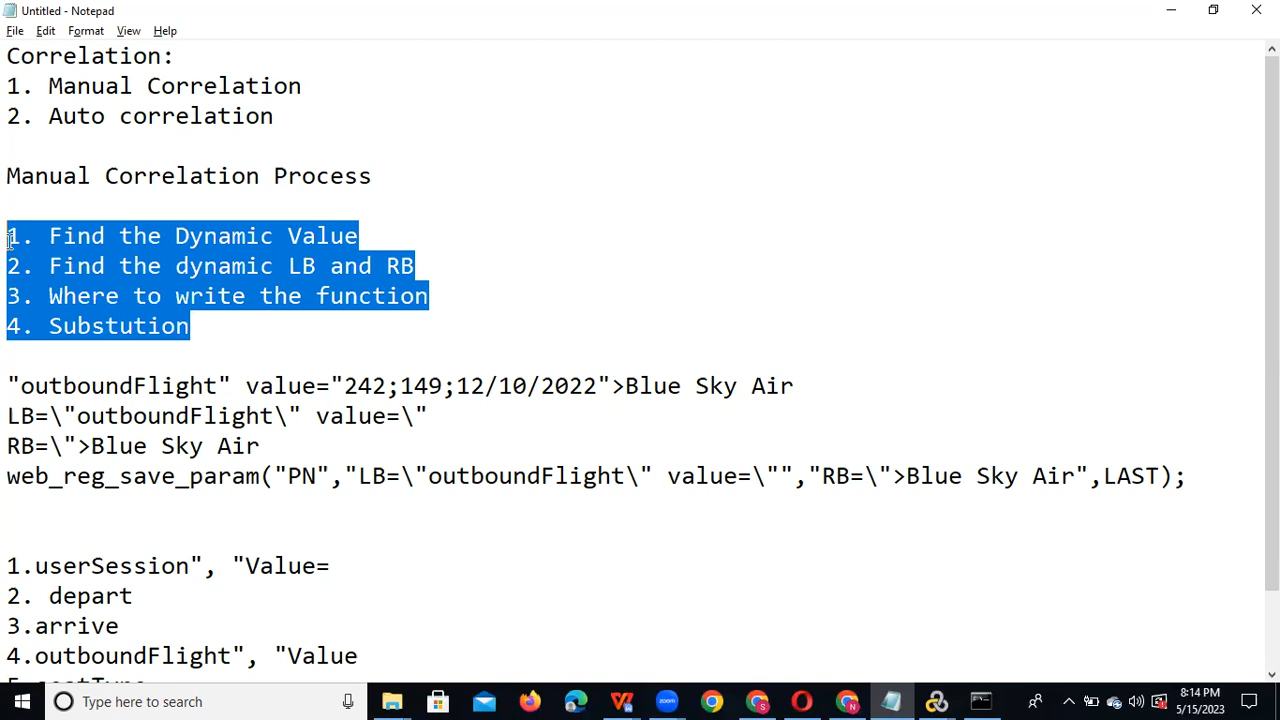 Untitled - Notepad
File Edit Format View Help
Correlation:
1. Manual Correlation
2. Auto correlation
Manual Correlation Process
1. Find the Dynamic Value
2. Find the dynamic LB and RB
3. Where to write the function
4. Substution
"outboundFlight" value="242;149;12/10/2022">Blue Sky Air
LB=\"outboundFlight\" value=\"
RB=\">Blue Sky Air
web_reg_save_param("PN","LB=\"outboundFlight\" value=\"","RB=\">Blue Sky Air",LAST);
1.userSession", "Value=
2. depart
3.arrive
4.outboundFlight", "Value
Type here to search
8:14 PM
5/15/2023